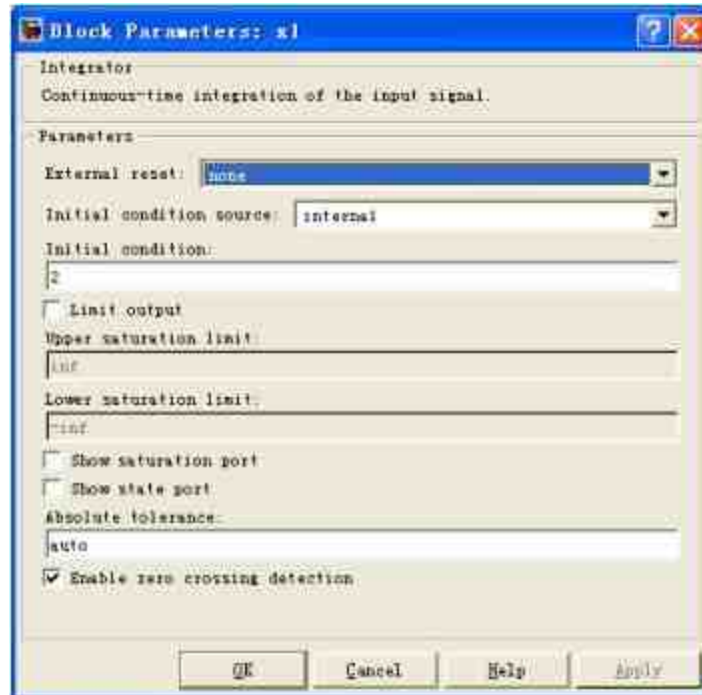 Block Parameters: x1
Integrator
Continuous-time integration of the input signal.
Parameters
External reset: none
Initial condition source: internal
Initial condition:
2
Limit output
Upper saturation limit:
inf
Lower saturation limit:
-inf
Show saturation port
Show state port
Absolute tolerance:
auto
Enable zero crossing detection
OK Cancel Help Apply